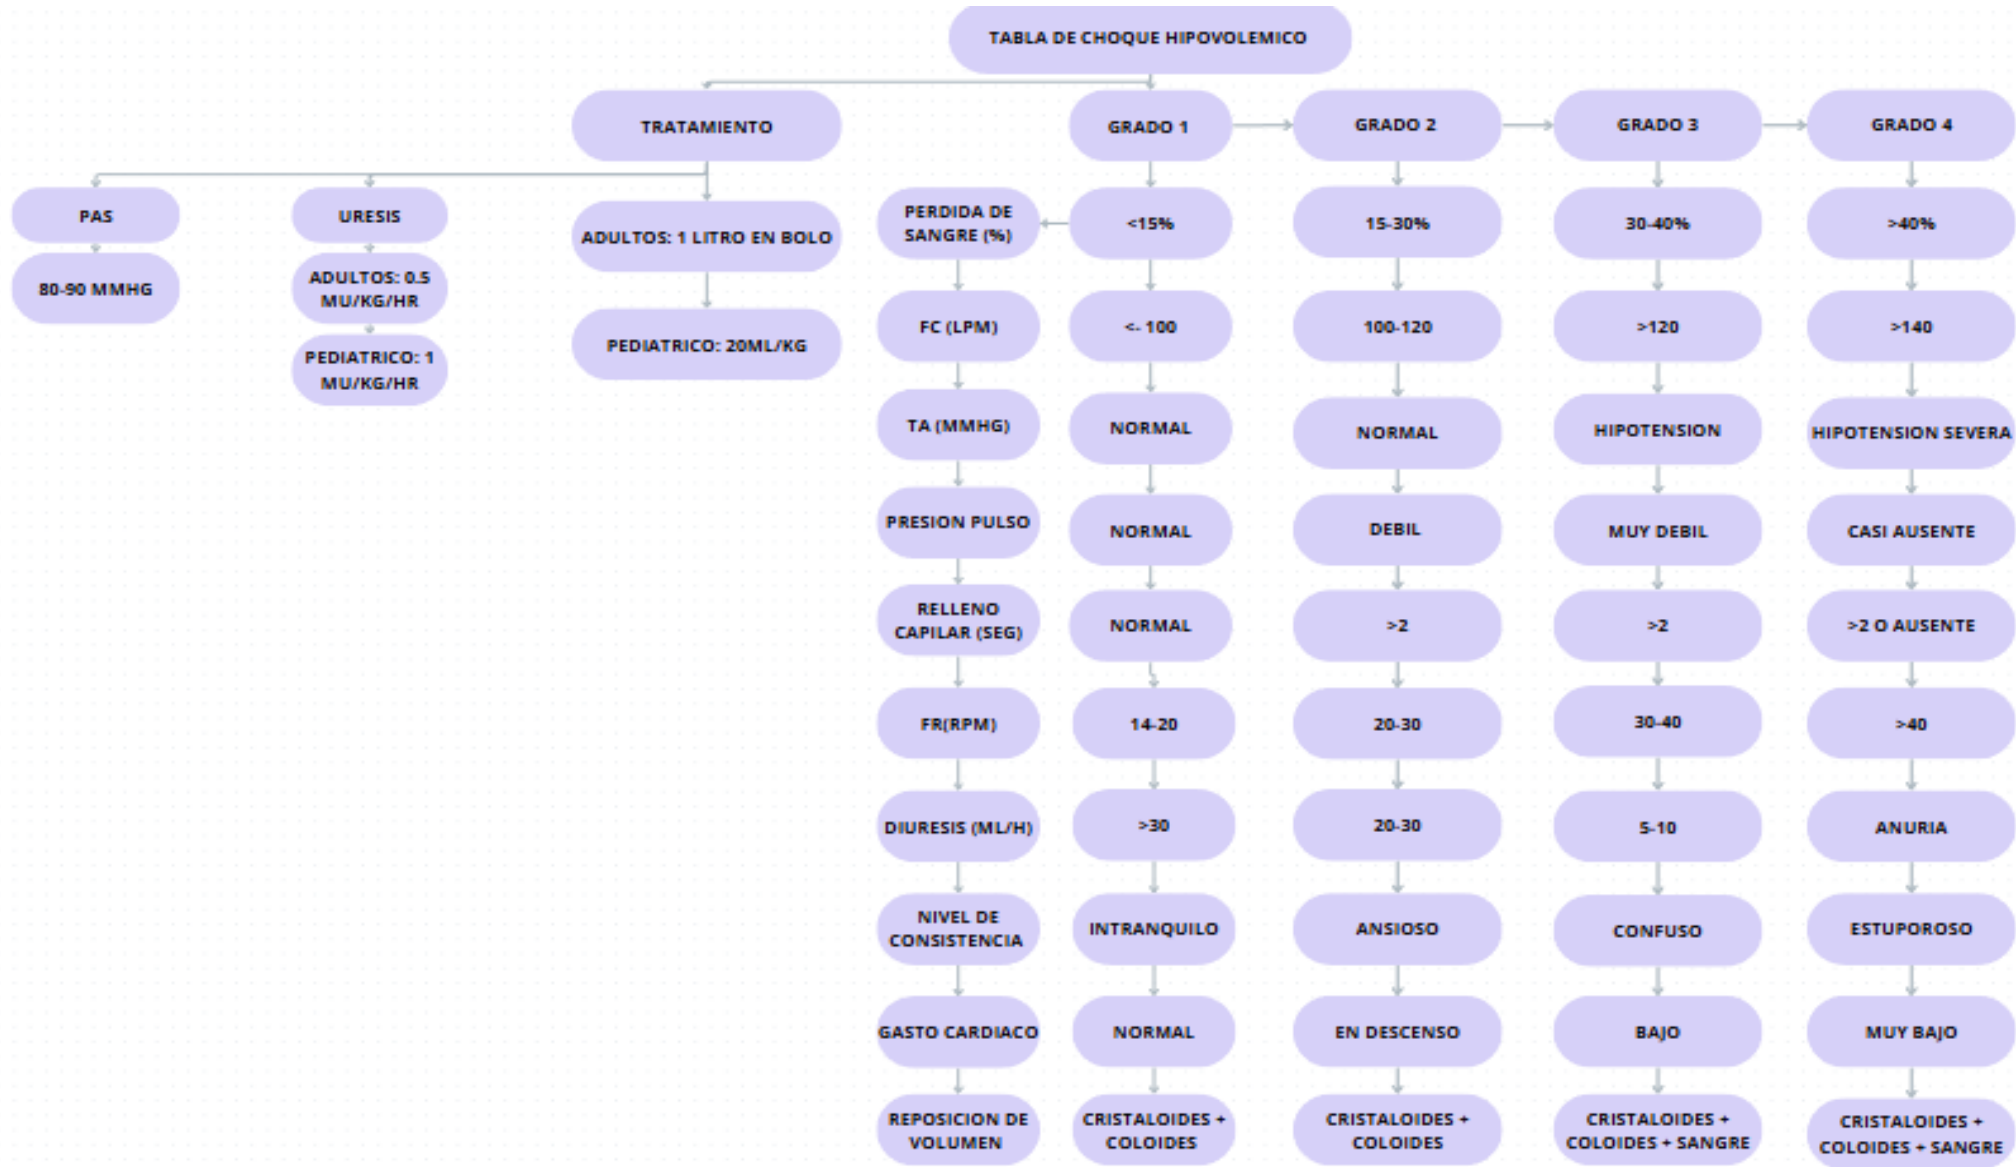 TABLA DE CHOQUE HIPOVOLEMICO
TRATAMIENTO
GRADO 1
GRADO 2
GRADO 3
GRADO 4
PAS
80-90 MMHG
URESIS
ADULTOS: 0.5
MU/KG/HR
PEDIATRICO: 1
MU/KG/HR
ADULTOS: 1 LITRO EN BOLO
PEDIATRICO: 20ML/KG
PERDIDA DE
SANGRE (%)
<15%
15-30%
30-40%
>40%
FC (LPM)
<- 100
100-120
>120
>140
TA (MMHG)
NORMAL
NORMAL
HIPOTENSION
HIPOTENSION SEVERA
PRESION PULSO
NORMAL
DEBIL
MUY DEBIL
CASI AUSENTE
RELLENO
CAPILAR (SEG)
NORMAL
>2
>2
>2 O AUSENTE
FR(RPM)
14-20
20-30
30-40
>40
DIURESIS (ML/H)
>30
20-30
5-10
ANURIA
NIVEL DE
CONSISTENCIA
INTRANQUILO
ANSIOSO
CONFUSO
ESTUPOROSO
GASTO CARDIACO
NORMAL
EN DESCENSO
BAJO
MUY BAJO
REPOSICION DE
VOLUMEN
CRISTALOIDES +
COLOIDES
CRISTALOIDES +
COLOIDES
CRISTALOIDES +
COLOIDES + SANGRE
CRISTALOIDES +
COLOIDES + SANGRE